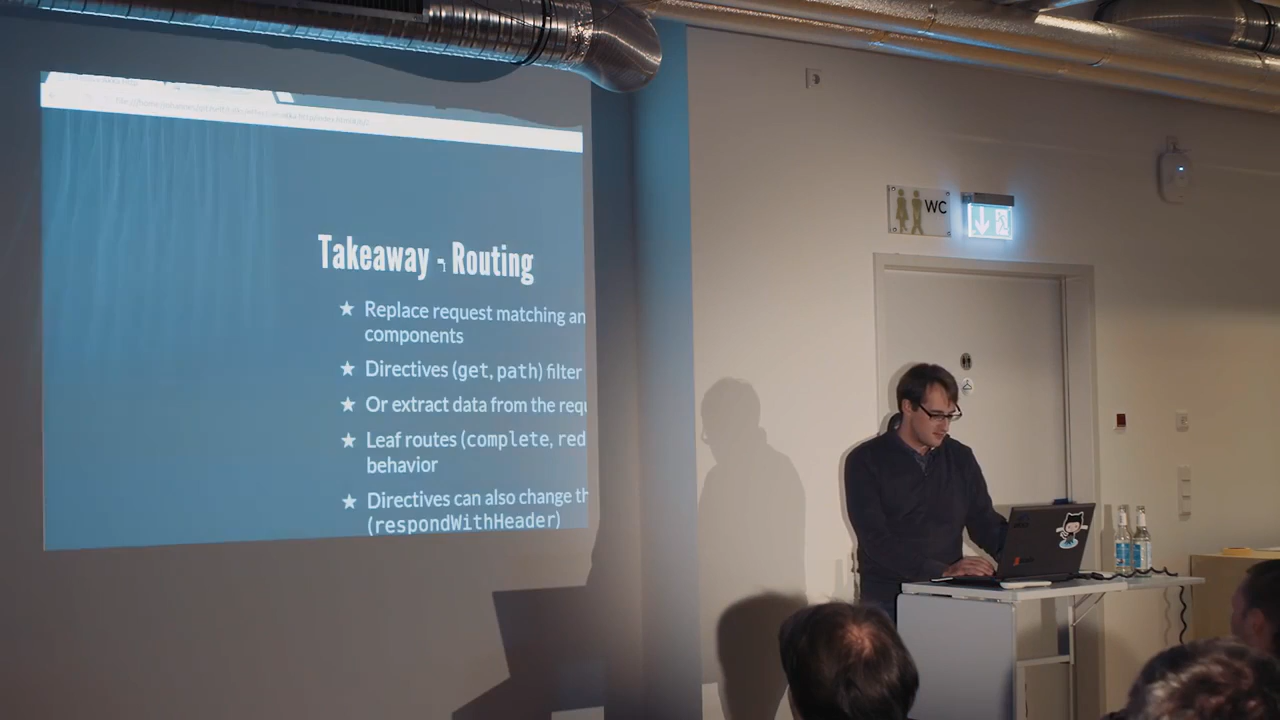 Takeaway - Routing
★ Replace request matching an
components
★ Directives (get, path) filter
★ Or extract data from the requ
★ Leaf routes (complete, red
behavior
★ Directives can also change th
(respondWithHeader)
WC